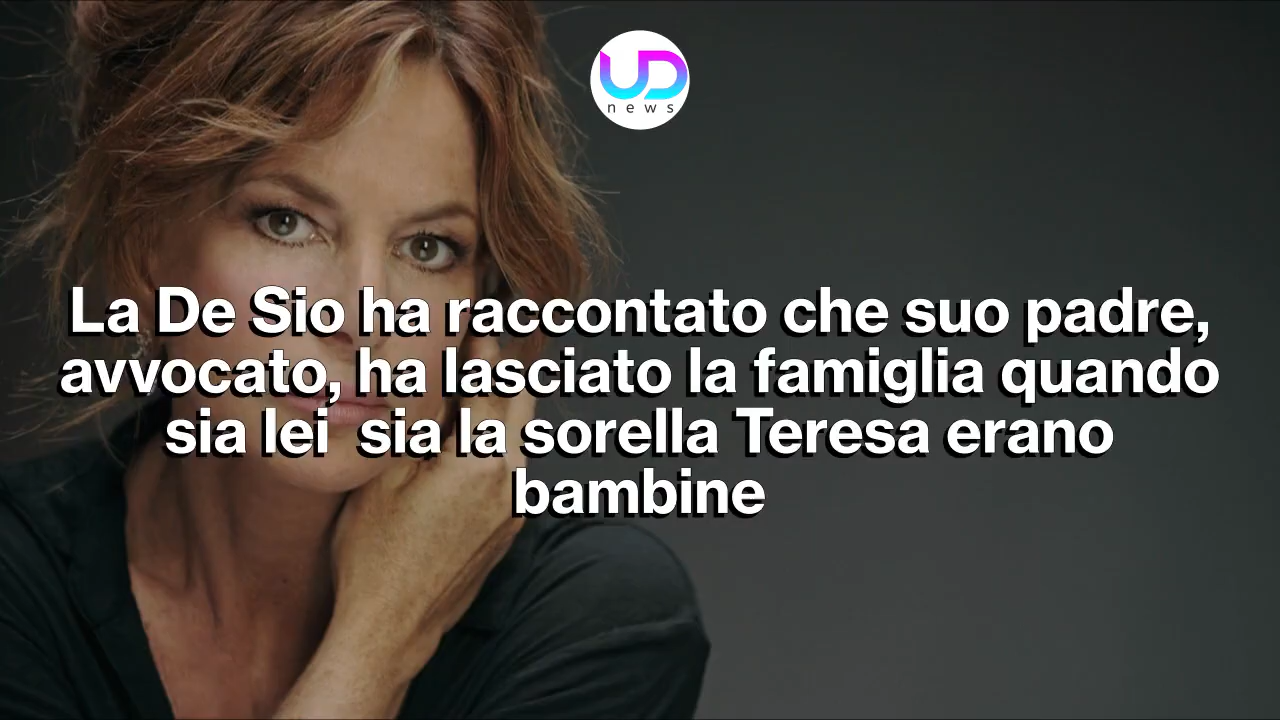 UD
news
La De Sio ha raccontato che suo padre,
avvocato, ha lasciato la famiglia quando
sia lei  sia la sorella Teresa erano
bambine